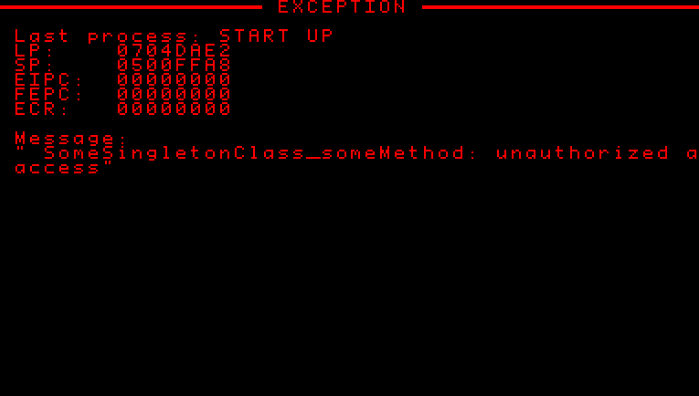 EXCEPTION
Last process: START UP
LP: 0704DAE2
SP: 0500FFA8
EIPC: 00000000
FEPC: 00000000
ECR: 00000000
Message:
" SomeSingletonClass_someMethod: unauthorized a
access"